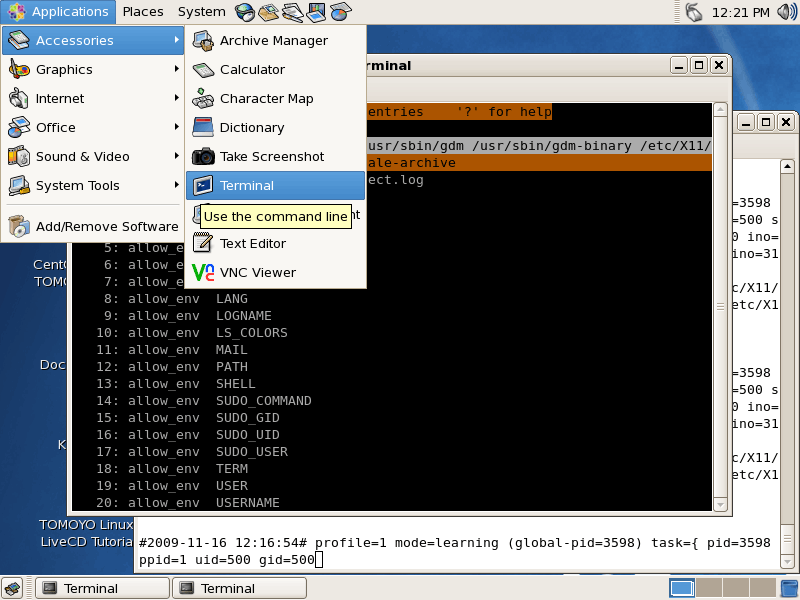 Applications Places System 12:21 PM
Accessories
Graphics
Internet
Office
Sound & Video
System Tools
Add/Remove Software
Archive Manager
Calculator
Character Map
Dictionary
Take Screenshot
Terminal
Use the command line
Text Editor
VNC Viewer
rminal
entries '?' for help
usr/sbin/gdm /usr/sbin/gdm-binary /etc/X11/
ale-archive
ect.log
5: allow_e
6: allow_e
7: allow_e
8: allow_env LANG
9: allow_env LOGNAME
10: allow_env LS_COLORS
11: allow_env MAIL
12: allow_env PATH
13: allow_env SHELL
14: allow_env SUDO_COMMAND
15: allow_env SUDO_GID
16: allow_env SUDO_UID
17: allow_env SUDO_USER
18: allow_env TERM
19: allow_env USER
20: allow_env USERNAME
=3598
=500 s
0 ino=
ino=31
c/X11/
etc/X1
=3598
=500 s
0 ino=
ino=31
c/X11/
etc/X1
#2009-11-16 12:16:54# profile=1 mode=learning (global-pid=3598) task={ pid=3598
ppid=1 uid=500 gid=500
Cent
TOM
Doc
K
TOMOYO Linux
LiveCD Tutoria
Terminal
Terminal